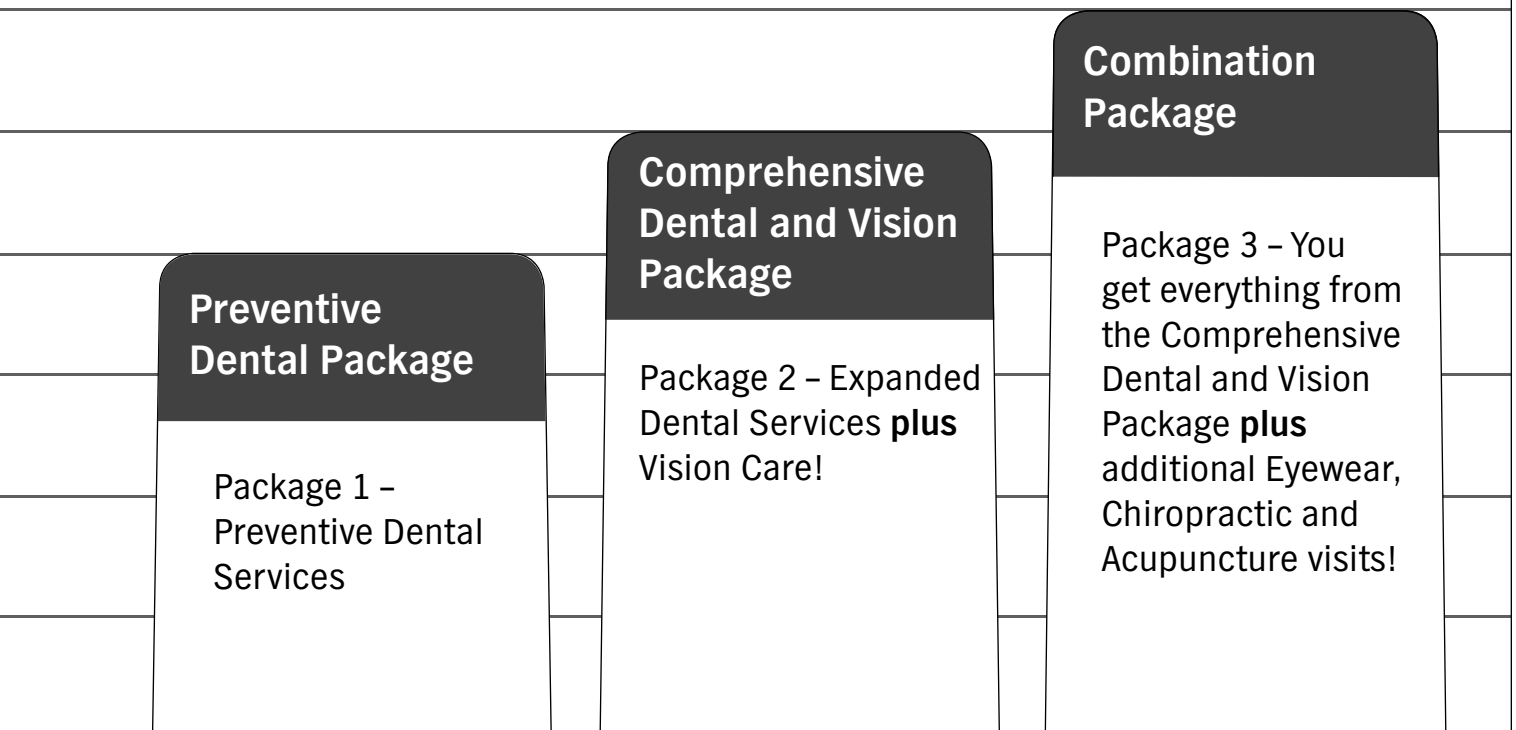 Preventive
Dental Package
Package 1 – 
Preventive Dental
Services
Comprehensive
Dental and Vision
Package
Package 2 – Expanded
Dental Services plus
Vision Care!
Combination
Package
Package 3 – You
get everything from
the Comprehensive
Dental and Vision
Package plus
additional Eyewear,
Chiropractic and
Acupuncture visits!